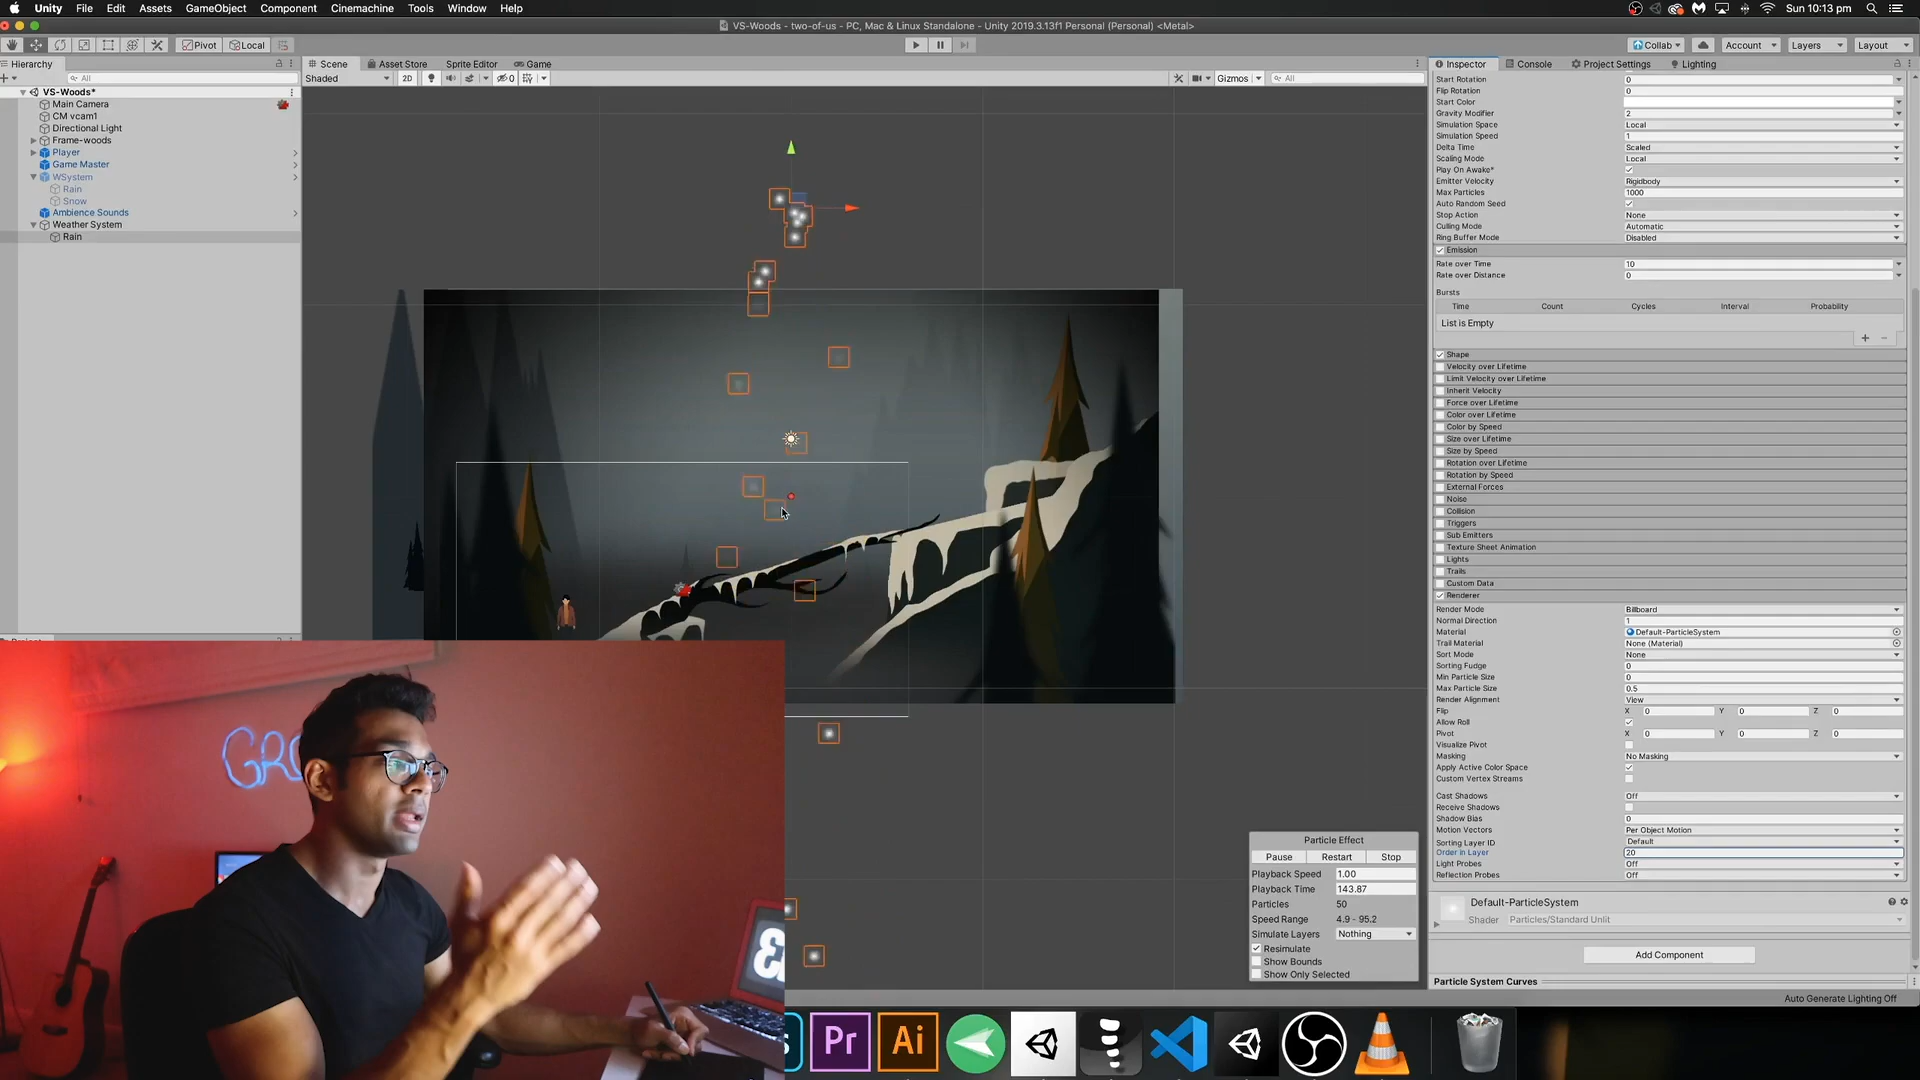 Unity File Edit Assets GameObject Component Cinemachine Tools Window Help
Sun 10:13 pm
VS-Woods - two-of-us - PC, Mac & Linux Standalone - Unity 2019.3.13f1 Personal (Personal) <Metal>
Pivot Local
Collab Account Layers Layout
Hierarchy
All
VS-Woods*
Main Camera
CM vcam1
Directional Light
Frame-woods
Player
Game Master
WSystem
Rain
Snow
Ambience Sounds
Weather System
Rain
Scene Asset Store Sprite Editor Game
Shaded 2D 0 Gizmos All
Inspector Console Project Settings Lighting
Start Rotation 0
Flip Rotation 0
Start Color
Gravity Modifier 2
Simulation Space Local
Simulation Speed 1
Delta Time Scaled
Scaling Mode Local
Play On Awake*
Emitter Velocity Rigidbody
Max Particles 1000
Auto Random Seed
Stop Action None
Culling Mode Automatic
Ring Buffer Mode Disabled
Emission
Rate over Time 10
Rate over Distance 0
Bursts
Time Count Cycles Interval Probability
List is Empty
+ -
Shape
Velocity over Lifetime
Limit Velocity over Lifetime
Inherit Velocity
Force over Lifetime
Color over Lifetime
Color by Speed
Size over Lifetime
Size by Speed
Rotation over Lifetime
Rotation by Speed
External Forces
Noise
Collision
Triggers
Sub Emitters
Texture Sheet Animation
Lights
Trails
Custom Data
Renderer
Render Mode Billboard
Normal Direction 1
Material Default-ParticleSystem
Trail Material None (Material)
Sort Mode None
Sorting Fudge 0
Min Particle Size 0
Max Particle Size 0.5
Render Alignment View
Flip X 0 Y 0 Z 0
Allow Roll
Pivot X 0 Y 0 Z 0
Visualize Pivot
Masking No Masking
Apply Active Color Space
Custom Vertex Streams
Cast Shadows Off
Receive Shadows
Shadow Bias 0
Motion Vectors Per Object Motion
Sorting Layer ID Default
Order in Layer 20
Light Probes Off
Reflection Probes Off
Default-ParticleSystem
Shader Particles/Standard Unlit
Add Component
Particle System Curves
Auto Generate Lighting Off
Particle Effect
Pause Restart Stop
Playback Speed 1.00
Playback Time 143.87
Particles 50
Speed Range 4.9 - 95.2
Simulate Layers Nothing
Resimulate
Show Bounds
Show Only Selected
Pr Ai